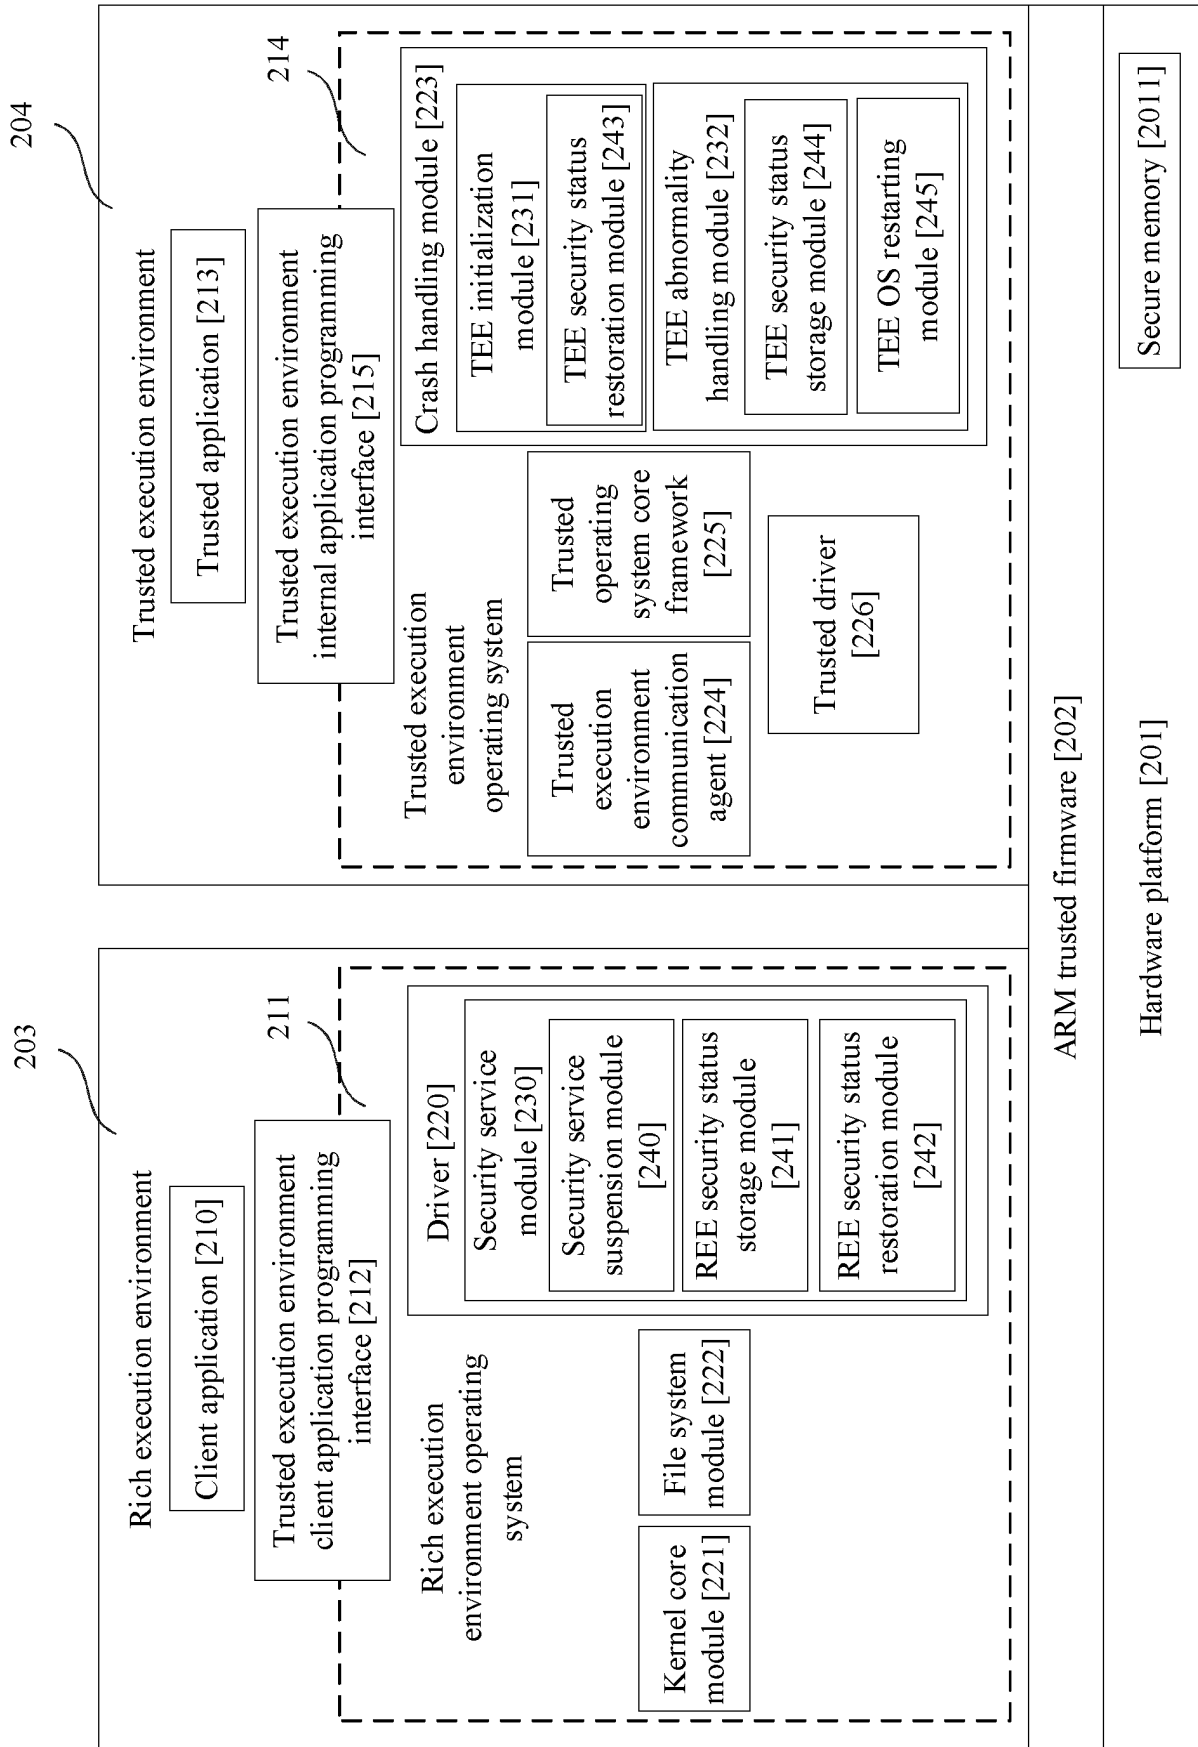 203
Rich execution environment
Client application [210]
Trusted execution environment
client application programming
interface [212]
211
Rich execution
environment operating
system
Driver [220]
Security service
module [230]
Security service
suspension module
[240]
REE security status
storage module
[241]
REE security status
restoration module
[242]
Kernel core
module [221]
File system
module [222]
204
Trusted execution environment
Trusted application [213]
Trusted execution environment
internal application programming
interface [215]
214
Trusted execution
environment
operating system
Trusted
execution
environment
communication
agent [224]
Trusted
operating
system core
framework
[225]
Trusted driver
[226]
Crash handling module [223]
TEE initialization
module [231]
TEE security status
restoration module [243]
TEE abnormality
handling module [232]
TEE security status
storage module [244]
TEE OS restarting
module [245]
ARM trusted firmware [202]
Hardware platform [201]
Secure memory [2011]